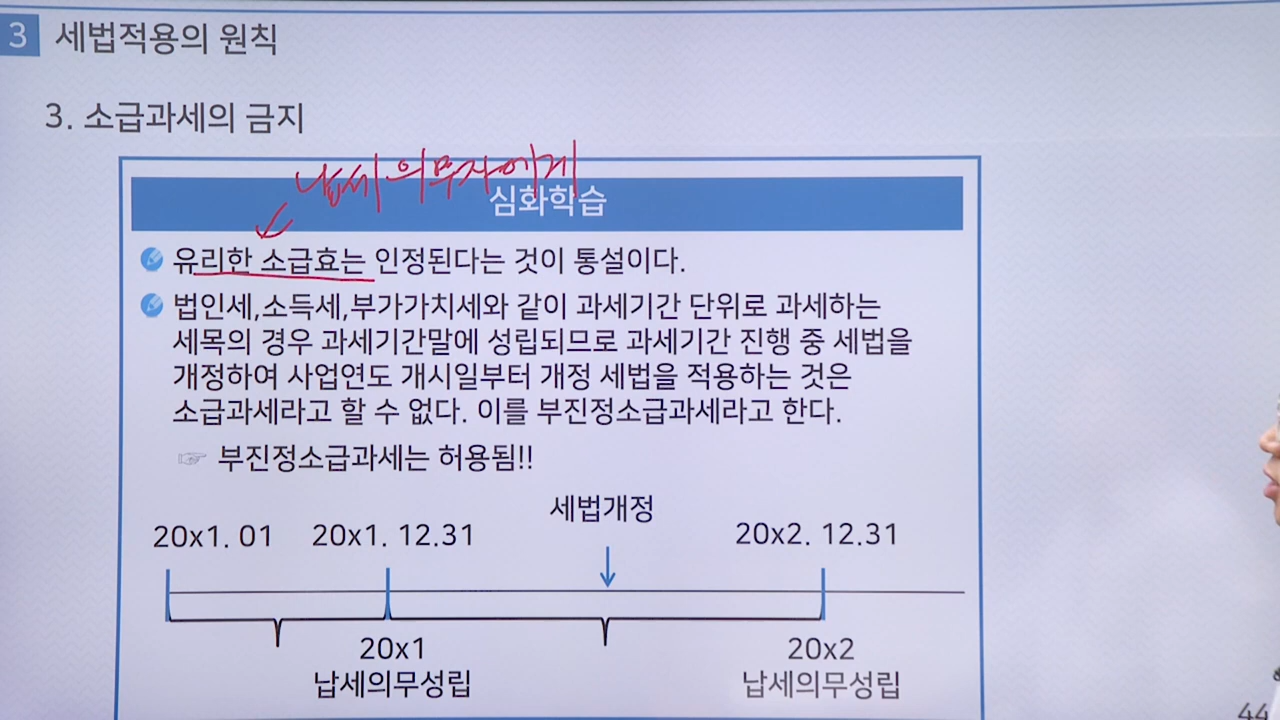 3 세법적용의 원칙
3. 소급과세의 금지
납세의무자에게
심화학습
유리한 소급효는 인정된다는 것이 통설이다.
법인세,소득세,부가가치세와 같이 과세기간 단위로 과세하는
세목의 경우 과세기간말에 성립되므로 과세기간 진행 중 세법을
개정하여 사업연도 개시일부터 개정 세법을 적용하는 것은
소급과세라고 할 수 없다. 이를 부진정소급과세라고 한다.
☞ 부진정소급과세는 허용됨!!
세법개정
20x1. 01 20x1. 12.31 20x2. 12.31
20x1 20x2
납세의무성립 납세의무성립
44